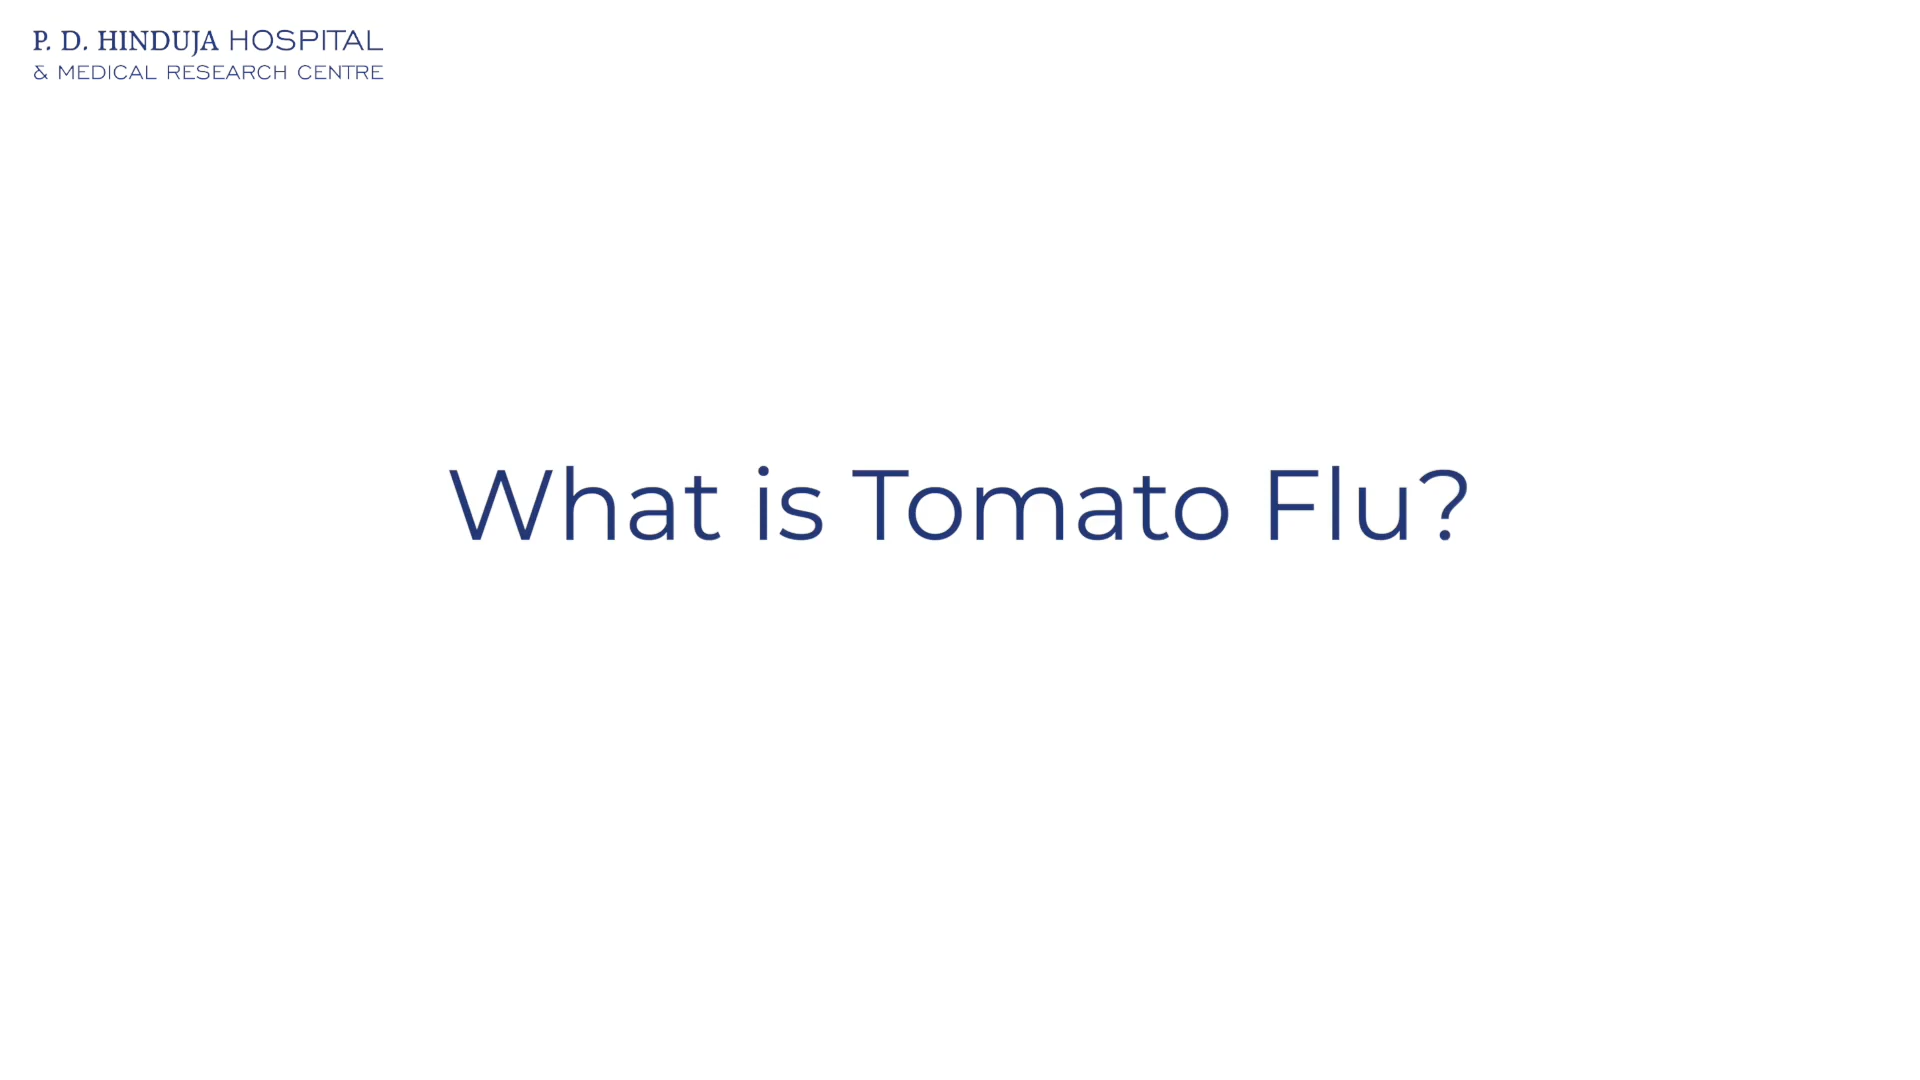 P. D. HINDUJA HOSPITAL
& MEDICAL RESEARCH CENTRE
What is Tomato Flu?